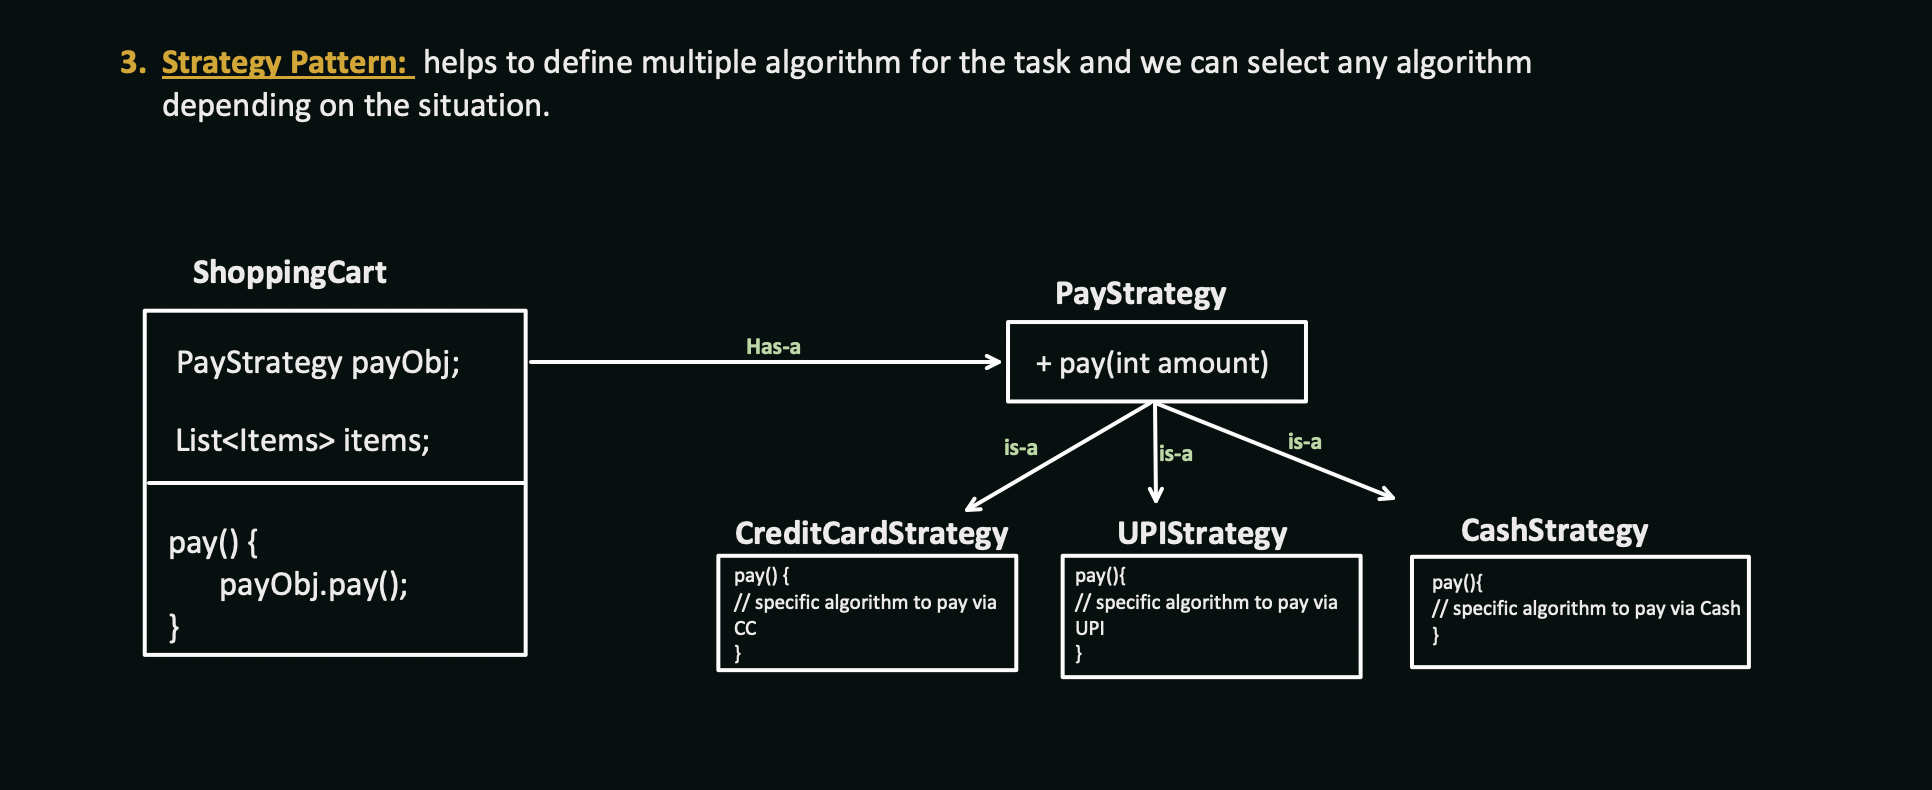 3. Strategy Pattern: helps to define multiple algorithm for the task and we can select any algorithm
depending on the situation.
ShoppingCart
PayStrategy payObj;
List<Items> items;
pay() {
payObj.pay();
}
Has-a
PayStrategy
+ pay(int amount)
is-a
is-a
is-a
CreditCardStrategy
pay() {
// specific algorithm to pay via
CC
}
UPIStrategy
pay(){
// specific algorithm to pay via
UPI
}
CashStrategy
pay(){
// specific algorithm to pay via Cash
}